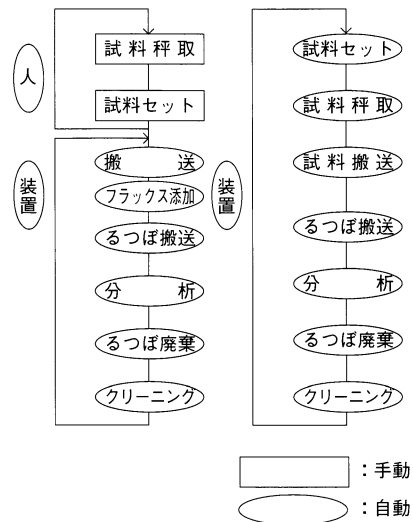 人
試料秤取
試料セット
装置
搬送
フラックス添加
るつぼ搬送
分析
るつぼ廃棄
クリーニング
装置
試料セット
試料秤取
試料搬送
るつぼ搬送
分析
るつぼ廃棄
クリーニング
：手動
：自動